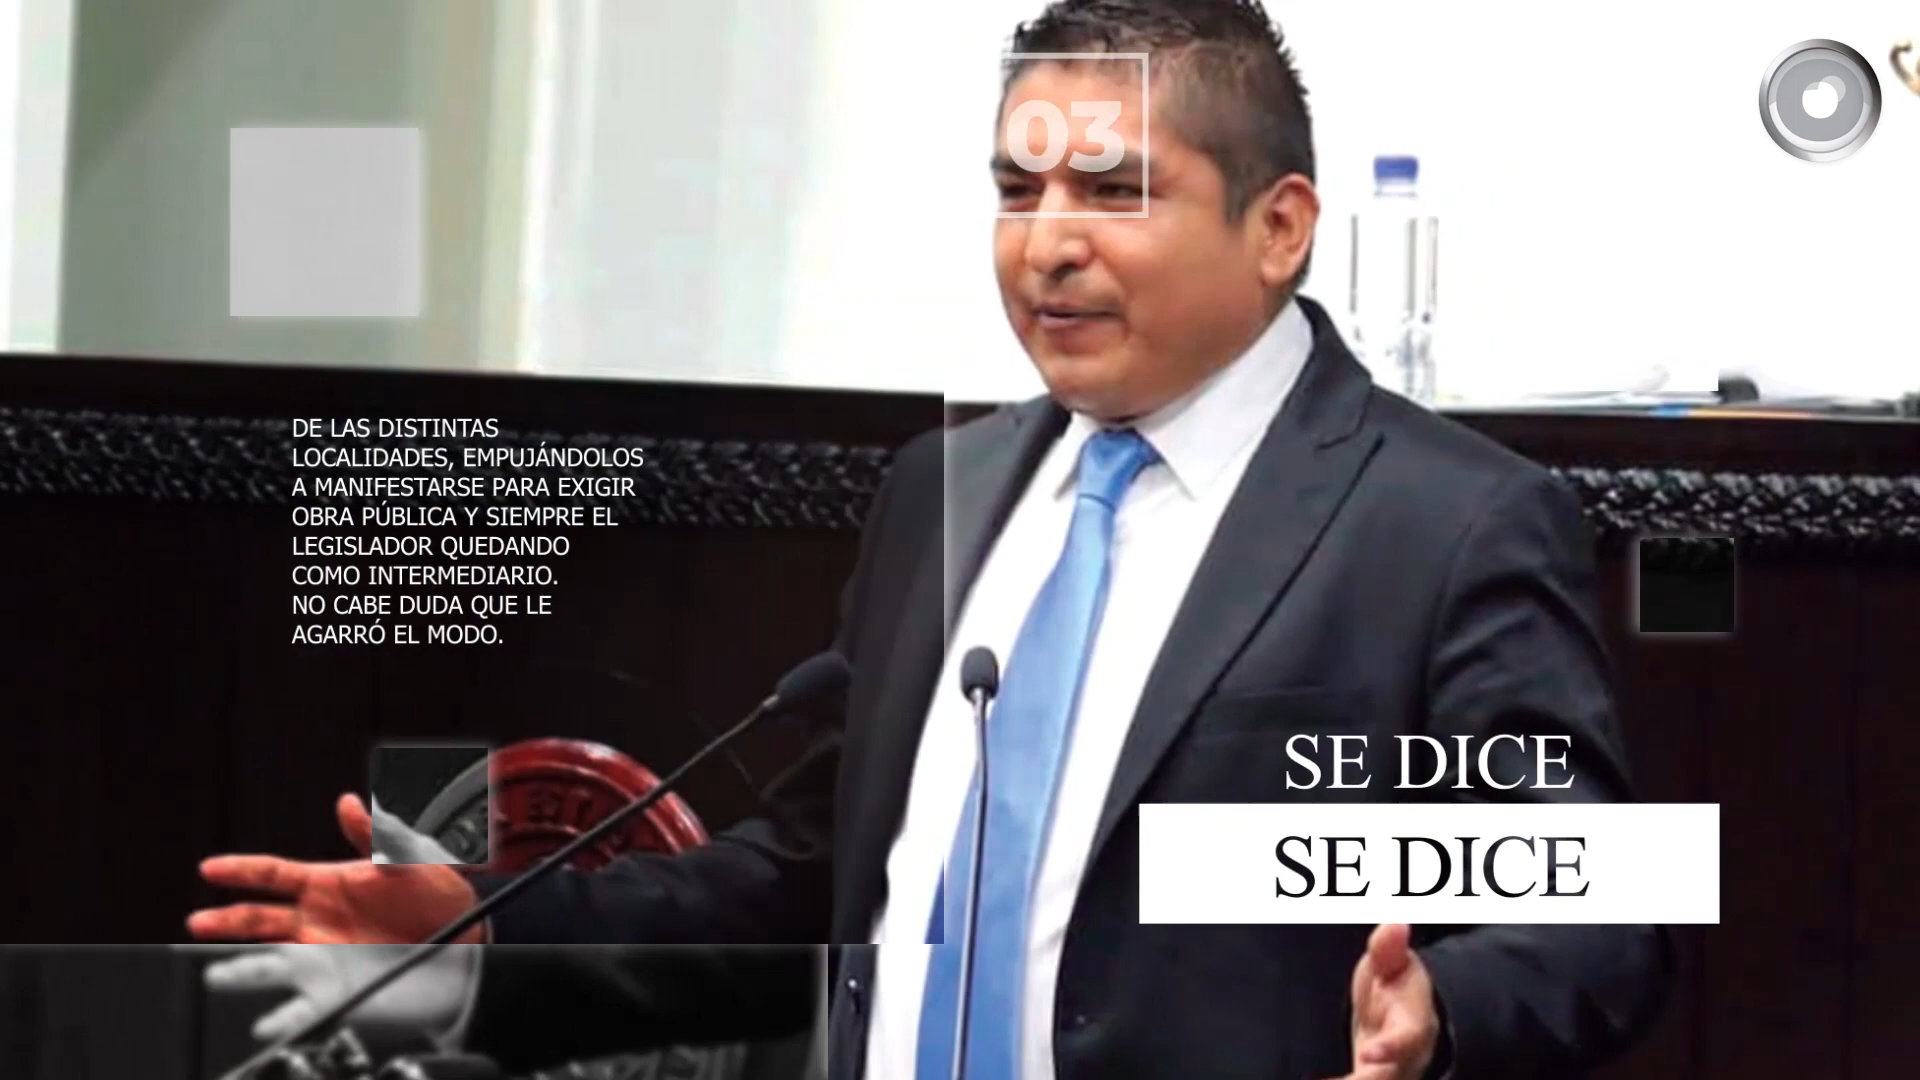 03
DE LAS DISTINTAS
LOCALIDADES, EMPUJÁNDOLOS
A MANIFESTARSE PARA EXIGIR
OBRA PÚBLICA Y SIEMPRE EL
LEGISLADOR QUEDANDO
COMO INTERMEDIARIO.
NO CABE DUDA QUE LE
AGARRÓ EL MODO.
SE DICE
SE DICE